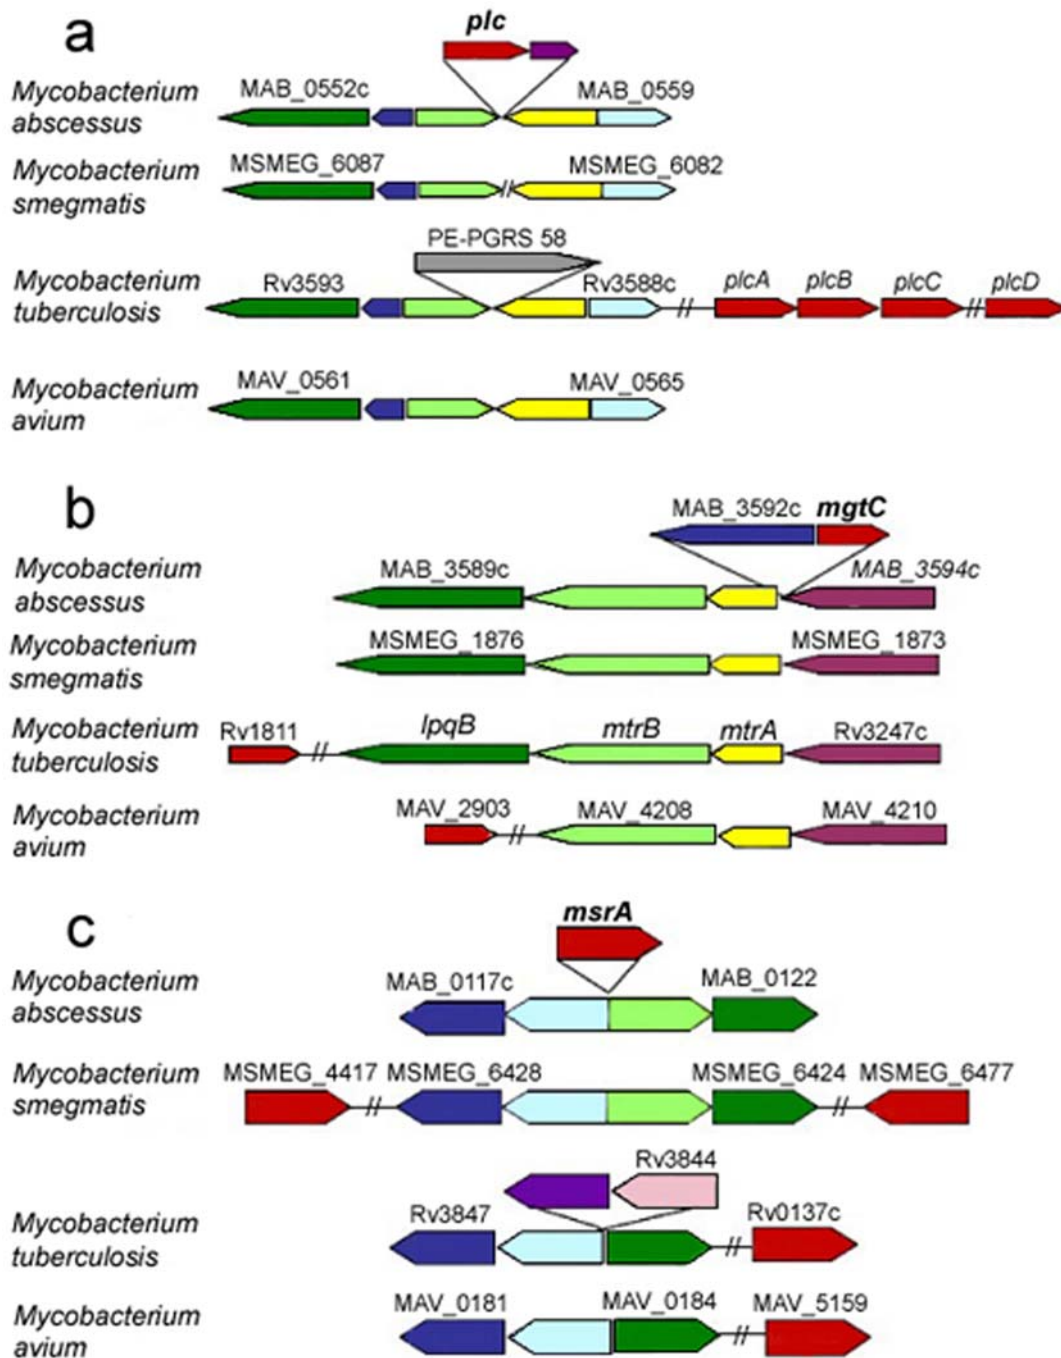 a
plc
Mycobacterium
abscessus
MAB_0552c
MAB_0559
Mycobacterium
smegmatis
MSMEG_6087
MSMEG_6082
PE-PGRS 58
Mycobacterium
tuberculosis
Rv3593
Rv3588c
plcA
plcB
plcC
plcD
Mycobacterium
avium
MAV_0561
MAV_0565
b
MAB_3592c
mgtC
Mycobacterium
abscessus
MAB_3589c
MAB_3594c
Mycobacterium
smegmatis
MSMEG_1876
MSMEG_1873
Mycobacterium
tuberculosis
Rv1811
lpqB
mtrB
mtrA
Rv3247c
Mycobacterium
avium
MAV_2903
MAV_4208
MAV_4210
c
msrA
Mycobacterium
abscessus
MAB_0117c
MAB_0122
Mycobacterium
smegmatis
MSMEG_4417
MSMEG_6428
MSMEG_6424
MSMEG_6477
Rv3844
Mycobacterium
tuberculosis
Rv3847
Rv0137c
Mycobacterium
avium
MAV_0181
MAV_0184
MAV_5159